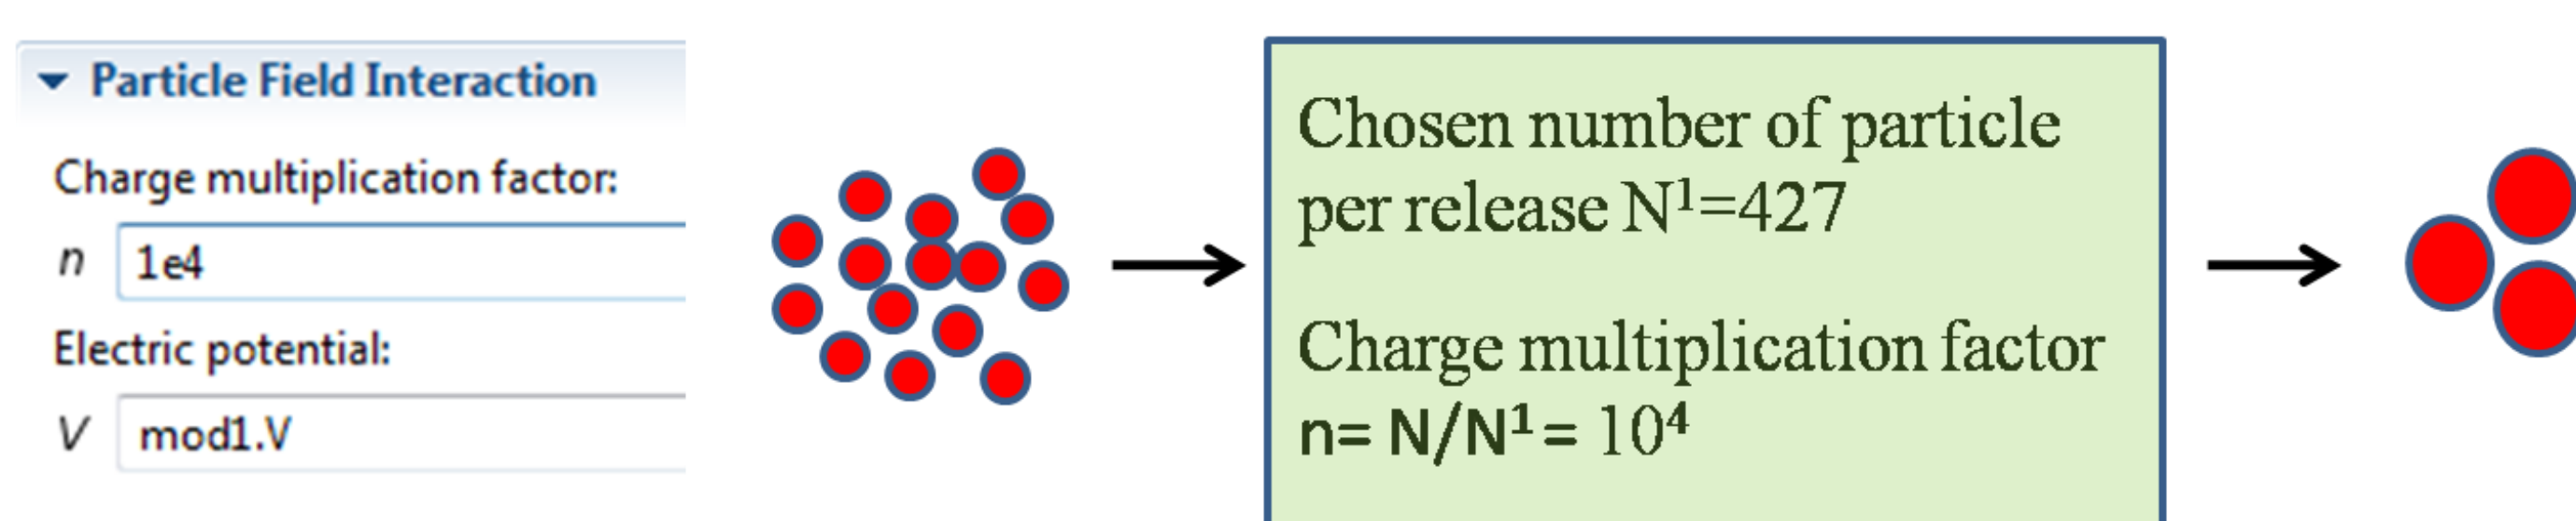 Particle Field Interaction
Charge multiplication factor:
n 1e4
Electric potential:
V mod1.V
Chosen number of particle
per release N¹=427
Charge multiplication factor
n= N/N¹= 10⁴